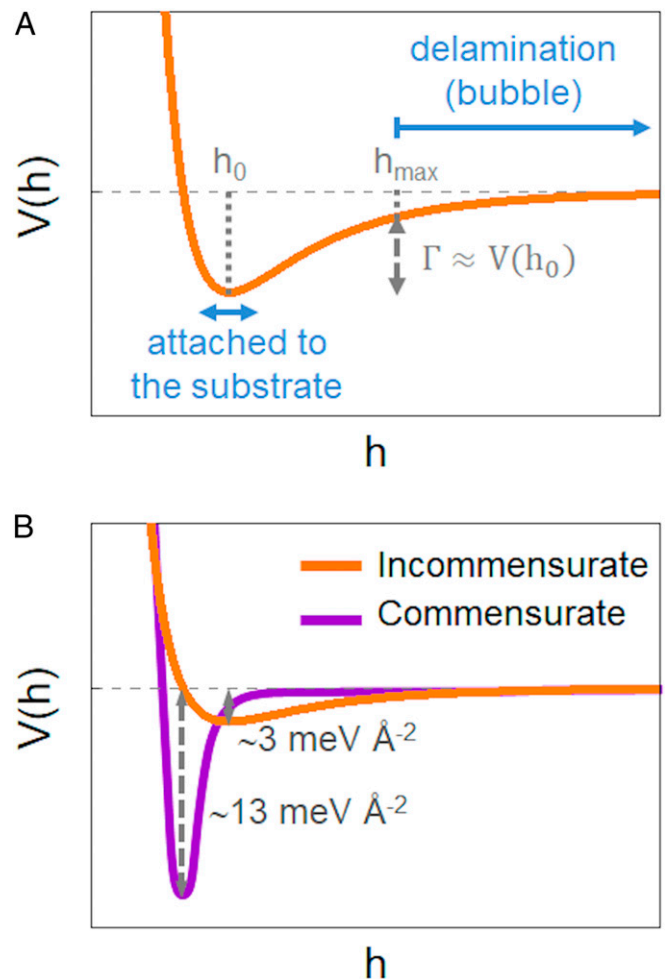 A
delamination
(bubble)
h₀
hₘₐₓ
V(h)
Γ ≈ V(h₀)
attached to
the substrate
h
B
Incommensurate
Commensurate
V(h)
~3 meV Å⁻²
~13 meV Å⁻²
h